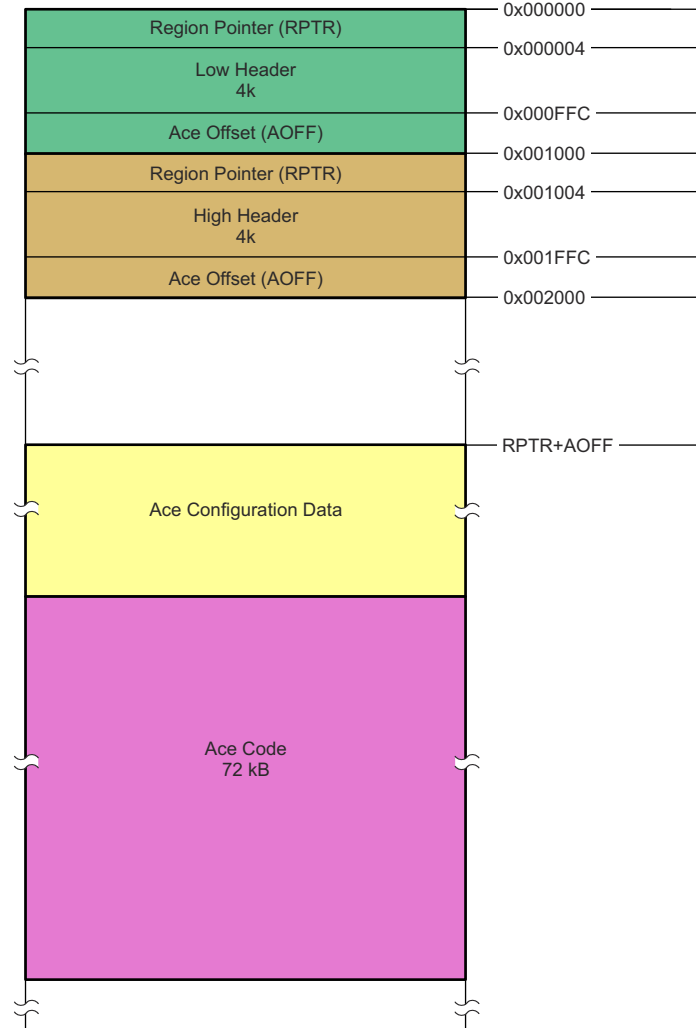 0x000000
Region Pointer (RPTR)
0x000004
Low Header
4k
0x000FFC
Ace Offset (AOFF)
0x001000
Region Pointer (RPTR)
0x001004
High Header
4k
0x001FFC
Ace Offset (AOFF)
0x002000
RPTR+AOFF
Ace Configuration Data
Ace Code
72 kB